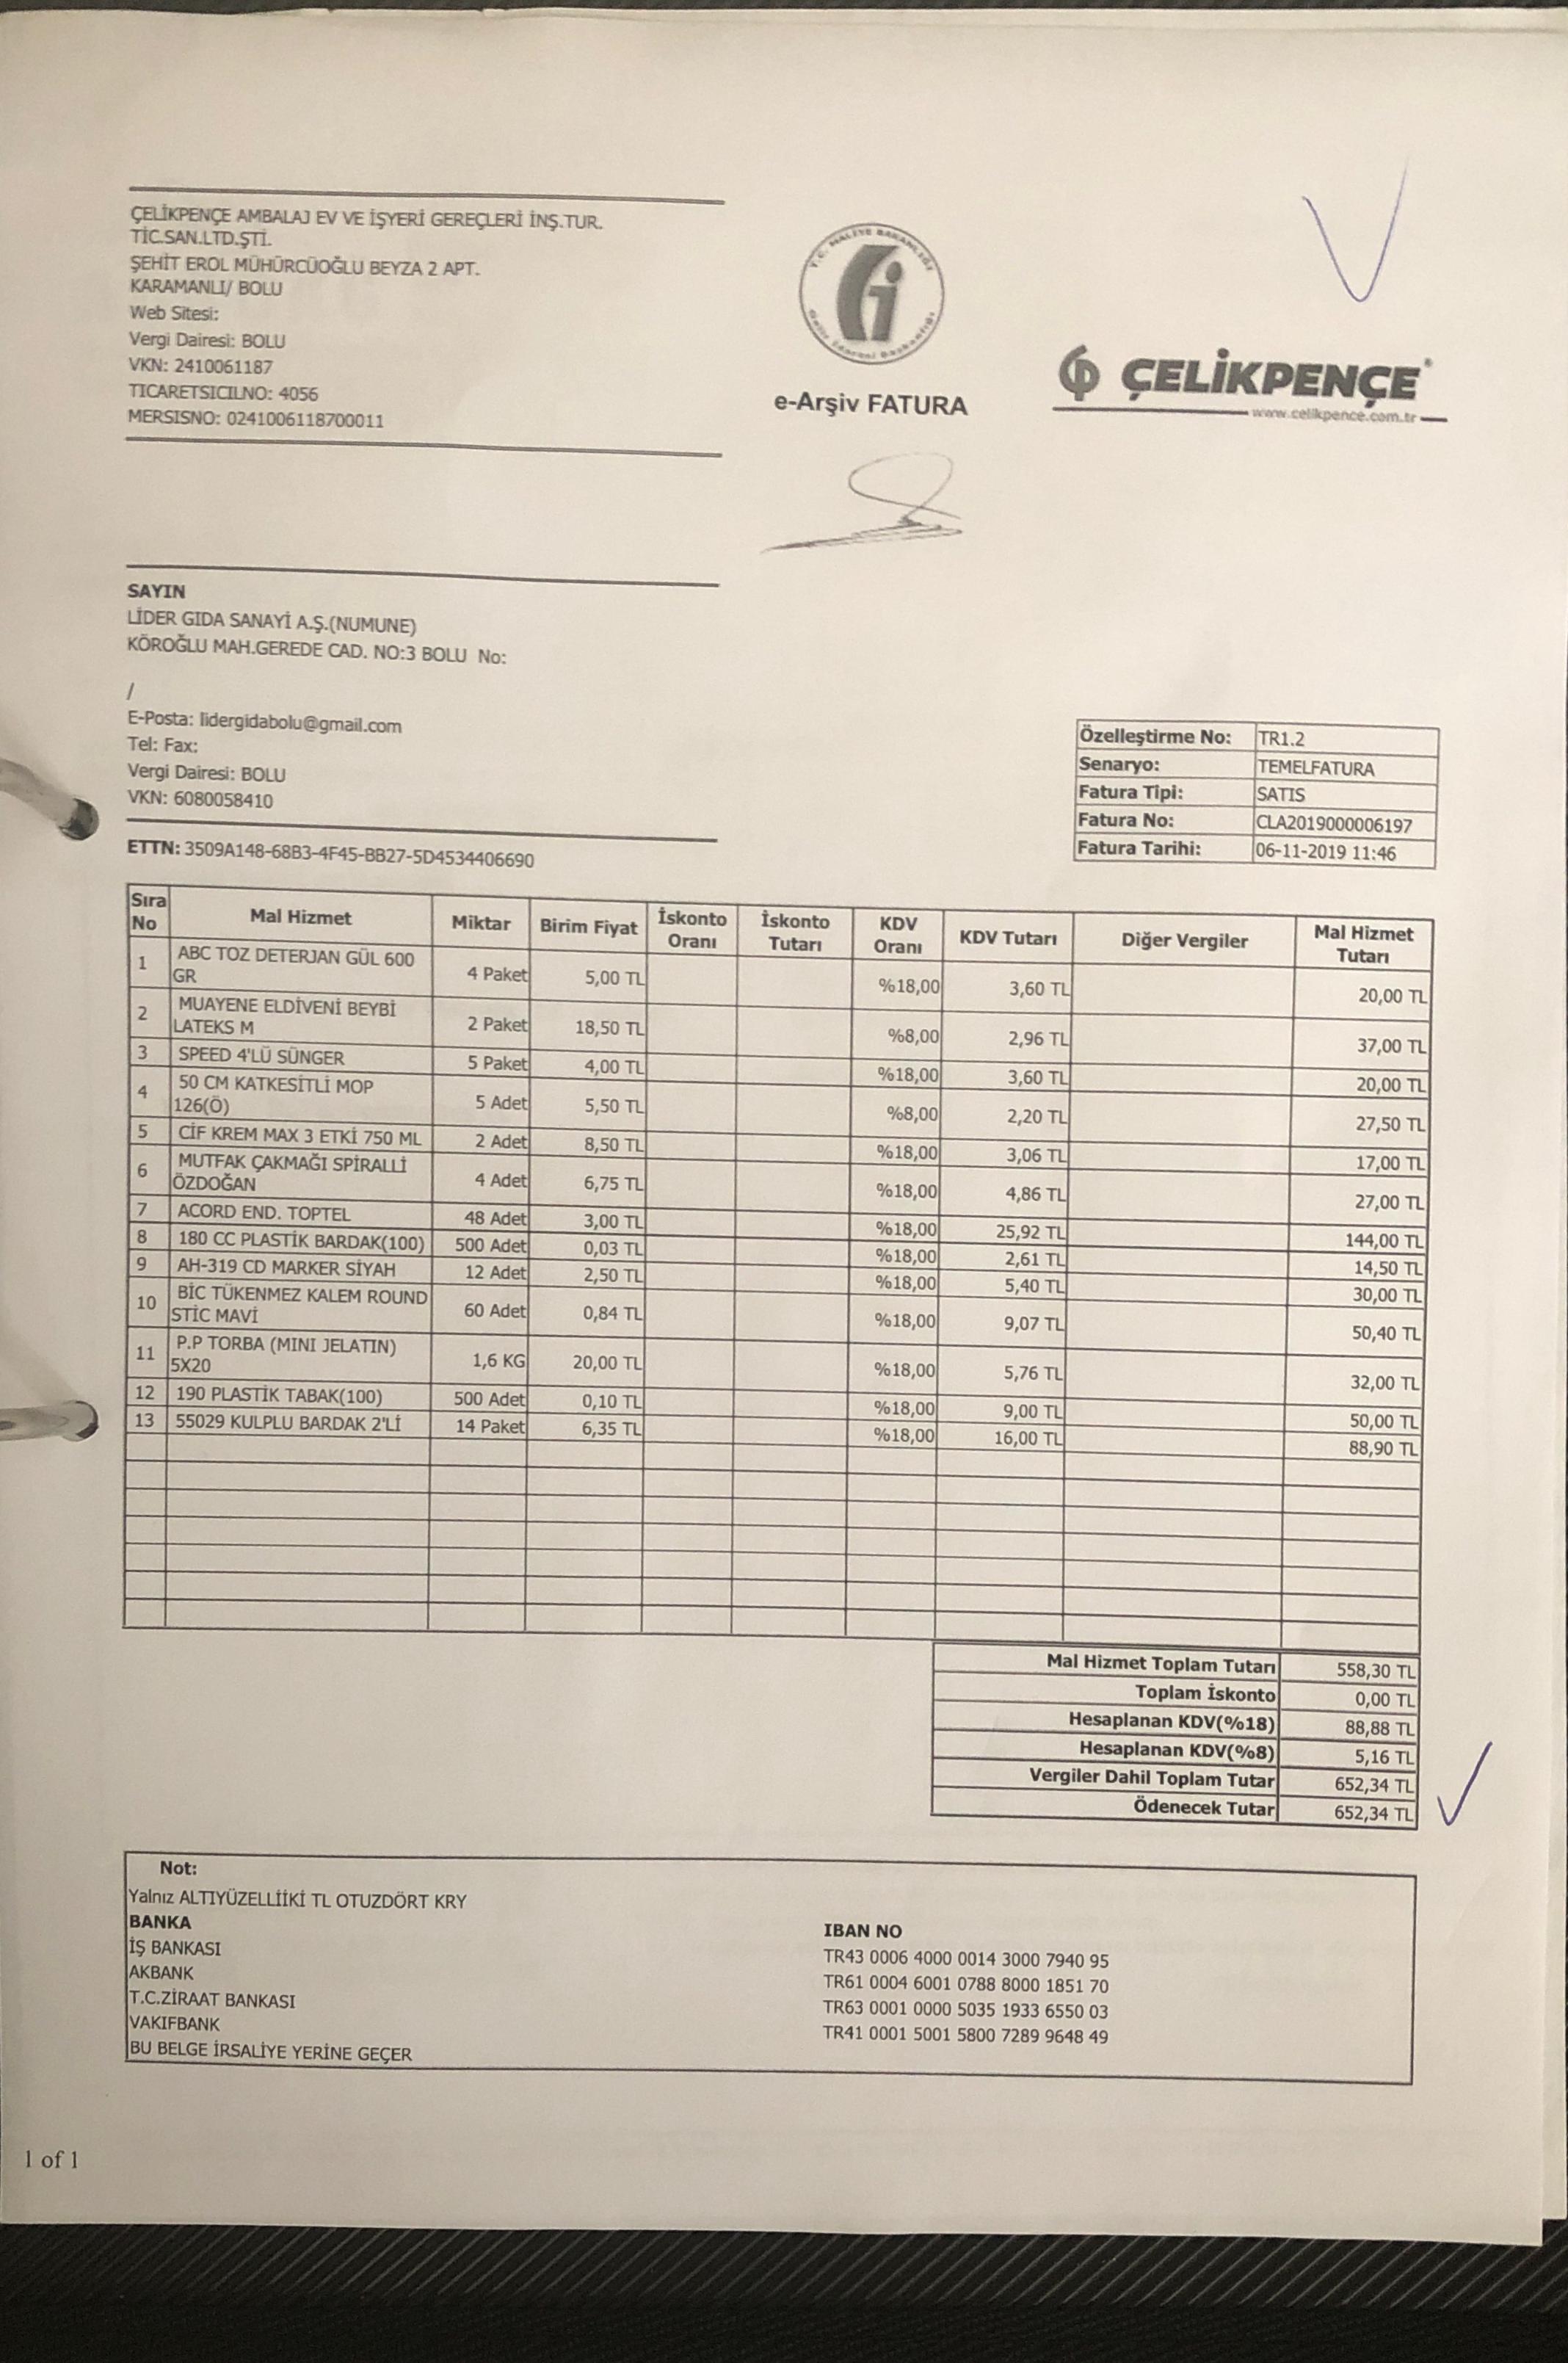 ÇELİKPENÇE AMBALAJ EV VE İŞYERİ GEREÇLERİ İNŞ.TUR.
TİC.SAN.LTD.ŞTİ.
ŞEHİT EROL MÜHÜRCÜOĞLU BEYZA 2 APT.
KARAMANLI/ BOLU
Web Sitesi:
Vergi Dairesi: BOLU
VKN: 2410061187
TICARETSICILNO: 4056
MERSISNO: 0241006118700011
T.C. MALİYE BAKANLIĞI
Gelir İdaresi Başkanlığı
e-Arşiv FATURA
ÇELİKPENÇE
www.celikpence.com.tr
SAYIN
LİDER GIDA SANAYİ A.Ş.(NUMUNE)
KÖROĞLU MAH.GEREDE CAD. NO:3 BOLU No:
/
E-Posta: lidergidabolu@gmail.com
Tel: Fax:
Vergi Dairesi: BOLU
VKN: 6080058410
Özelleştirme No: TR1.2
Senaryo: TEMELFATURA
Fatura Tipi: SATIS
Fatura No: CLA2019000006197
Fatura Tarihi: 06-11-2019 11:46
ETTN: 3509A148-68B3-4F45-BB27-5D4534406690
Sıra No Mal Hizmet Miktar Birim Fiyat İskonto Oranı İskonto Tutarı KDV Oranı KDV Tutarı Diğer Vergiler Mal Hizmet Tutarı
1 ABC TOZ DETERJAN GÜL 600 GR 4 Paket 5,00 TL %18,00 3,60 TL 20,00 TL
2 MUAYENE ELDİVENİ BEYBİ LATEKS M 2 Paket 18,50 TL %8,00 2,96 TL 37,00 TL
3 SPEED 4'LÜ SÜNGER 5 Paket 4,00 TL %18,00 3,60 TL 20,00 TL
4 50 CM KATKESİTLİ MOP 126(Ö) 5 Adet 5,50 TL %8,00 2,20 TL 27,50 TL
5 CİF KREM MAX 3 ETKİ 750 ML 2 Adet 8,50 TL %18,00 3,06 TL 17,00 TL
6 MUTFAK ÇAKMAĞI SPİRALLİ ÖZDOĞAN 4 Adet 6,75 TL %18,00 4,86 TL 27,00 TL
7 ACORD END. TOPTEL 48 Adet 3,00 TL %18,00 25,92 TL 144,00 TL
8 180 CC PLASTİK BARDAK(100) 500 Adet 0,03 TL %18,00 2,61 TL 14,50 TL
9 AH-319 CD MARKER SİYAH 12 Adet 2,50 TL %18,00 5,40 TL 30,00 TL
10 BİC TÜKENMEZ KALEM ROUND STİC MAVİ 60 Adet 0,84 TL %18,00 9,07 TL 50,40 TL
11 P.P TORBA (MINI JELATIN) 5X20 1,6 KG 20,00 TL %18,00 5,76 TL 32,00 TL
12 190 PLASTİK TABAK(100) 500 Adet 0,10 TL %18,00 9,00 TL 50,00 TL
13 55029 KULPLU BARDAK 2'Lİ 14 Paket 6,35 TL %18,00 16,00 TL 88,90 TL
Mal Hizmet Toplam Tutarı 558,30 TL
Toplam İskonto 0,00 TL
Hesaplanan KDV(%18) 88,88 TL
Hesaplanan KDV(%8) 5,16 TL
Vergiler Dahil Toplam Tutar 652,34 TL
Ödenecek Tutar 652,34 TL
Not:
Yalnız ALTIYÜZELLİİKİ TL OTUZDÖRT KRY
BANKA IBAN NO
İŞ BANKASI TR43 0006 4000 0014 3000 7940 95
AKBANK TR61 0004 6001 0788 8000 1851 70
T.C.ZİRAAT BANKASI TR63 0001 0000 5035 1933 6550 03
VAKIFBANK TR41 0001 5001 5800 7289 9648 49
BU BELGE İRSALİYE YERİNE GEÇER
1 of 1